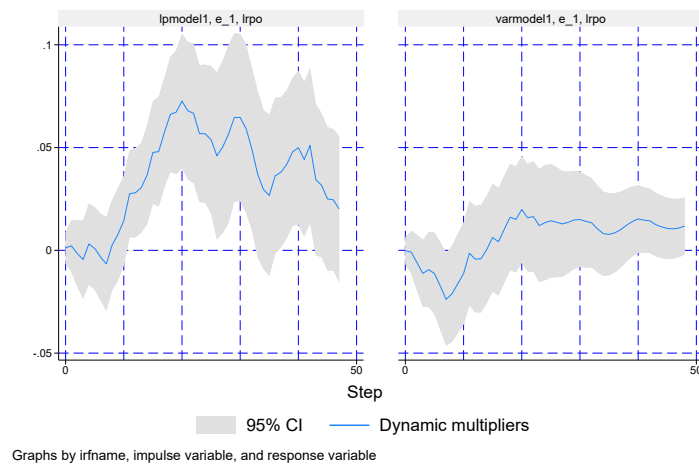 lpmodel1, e_1, lrpo
varmodel1, e_1, lrpo
.1
.05
0
-.05
0
50
0
50
Step
95% CI
Dynamic multipliers
Graphs by irfname, impulse variable, and response variable